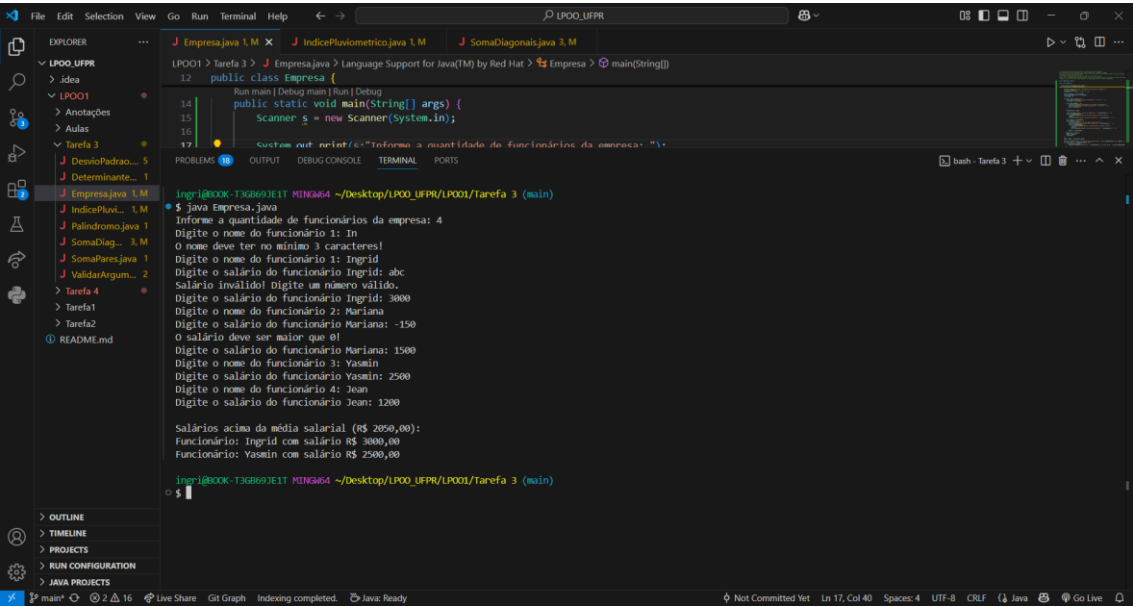 File Edit Selection View Go Run Terminal Help
LPOO_UFPR
EXPLORER
Empresa.java 1, M
IndicePluviometrico.java 1, M
SomaDiagonais.java 3, M
LPOO_UFPR
.idea
LPOO1
Anotações
Aulas
Tarefa 3
DesvioPadrao.... 5
Determinante... 1
Empresa.java 1, M
IndicePluvi... 1, M
Palindromo.java 1
SomaDiag... 3, M
SomaPares.java 1
ValidarArgum... 2
Tarefa 4
Tarefa1
Tarefa2
README.md
OUTLINE
TIMELINE
PROJECTS
RUN CONFIGURATION
JAVA PROJECTS
LPOO1 > Tarefa 3 > Empresa.java > Language Support for Java(TM) by Red Hat > Empresa > main(String[])
12 public class Empresa {
Run main | Debug main | Run | Debug
14 public static void main(String[] args) {
15 Scanner s = new Scanner(System.in);
16
17 System.out.print(s:"Informe a quantidade de funcionários da empresa: ");
PROBLEMS 18 OUTPUT DEBUG CONSOLE TERMINAL PORTS
bash - Tarefa 3
ingri@BOOK-T3GB69JE1T MINGW64 ~/Desktop/LPOO_UFPR/LPOO1/Tarefa 3 (main)
$ java Empresa.java
Informe a quantidade de funcionários da empresa: 4
Digite o nome do funcionário 1: In
O nome deve ter no mínimo 3 caracteres!
Digite o nome do funcionário 1: Ingrid
Digite o salário do funcionário Ingrid: abc
Salário inválido! Digite um número válido.
Digite o salário do funcionário Ingrid: 3000
Digite o nome do funcionário 2: Mariana
Digite o salário do funcionário Mariana: -150
O salário deve ser maior que 0!
Digite o salário do funcionário Mariana: 1500
Digite o nome do funcionário 3: Yasmin
Digite o salário do funcionário Yasmin: 2500
Digite o nome do funcionário 4: Jean
Digite o salário do funcionário Jean: 1200
Salários acima da média salarial (R$ 2050,00):
Funcionário: Ingrid com salário R$ 3000,00
Funcionário: Yasmin com salário R$ 2500,00
ingri@BOOK-T3GB69JE1T MINGW64 ~/Desktop/LPOO_UFPR/LPOO1/Tarefa 3 (main)
$
main* 2 16 Live Share Git Graph Indexing completed. Java: Ready Not Committed Yet Ln 17, Col 40 Spaces: 4 UTF-8 CRLF Java Go Live